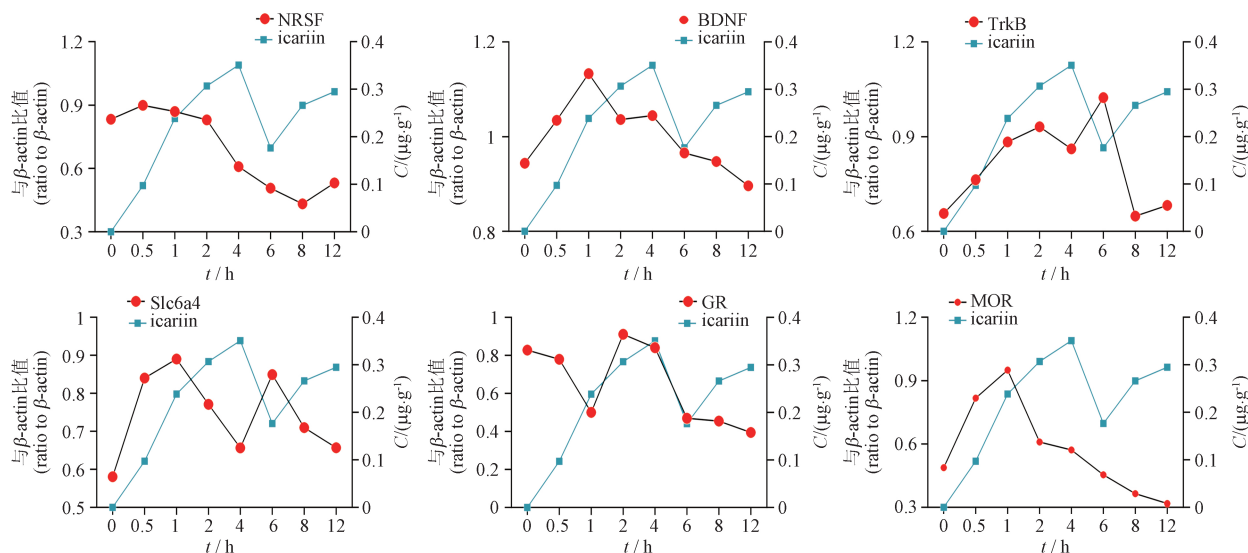 NRSF
icariin
1.2
0.9
0.6
0.3
与β-actin比值
(ratio to β-actin)
0.4
0.3
0.2
0.1
0
C/(μg·g⁻¹)
0 0.5 1 2 4 6 8 12
t / h
BDNF
icariin
1.2
1.0
0.8
与β-actin比值
(ratio to β-actin)
0.4
0.3
0.2
0.1
0
C/(μg·g⁻¹)
0 0.5 1 2 4 6 8 12
t / h
TrkB
icariin
1.2
0.9
0.6
与β-actin比值
(ratio to β-actin)
0.4
0.3
0.2
0.1
0
C/(μg·g⁻¹)
0 0.5 1 2 4 6 8 12
t / h
Slc6a4
icariin
1
0.9
0.8
0.7
0.6
0.5
与β-actin比值
(ratio to β-actin)
0.4
0.3
0.2
0.1
0
C/(μg·g⁻¹)
0 0.5 1 2 4 6 8 12
t / h
GR
icariin
1
0.8
0.6
0.4
0.2
0
与β-actin比值
(ratio to β-actin)
0.4
0.3
0.2
0.1
0
C/(μg·g⁻¹)
0 0.5 1 2 4 6 8 12
t / h
MOR
icariin
1.2
0.9
0.6
0.3
与β-actin比值
(ratio to β-actin)
0.4
0.3
0.2
0.1
0
C/(μg·g⁻¹)
0 0.5 1 2 4 6 8 12
t / h